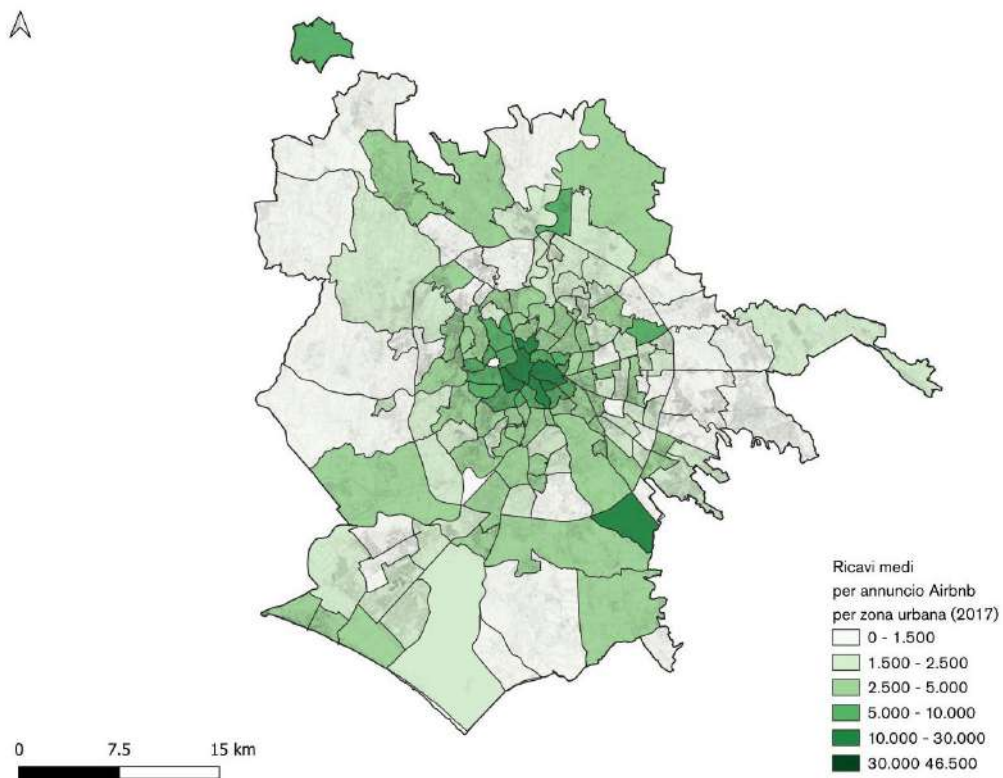 Ricavi medi
per annuncio Airbnb
per zona urbana (2017)
0 - 1.500
1.500 - 2.500
2.500 - 5.000
5.000 - 10.000
10.000 - 30.000
30.000 46.500
0 7.5 15 km